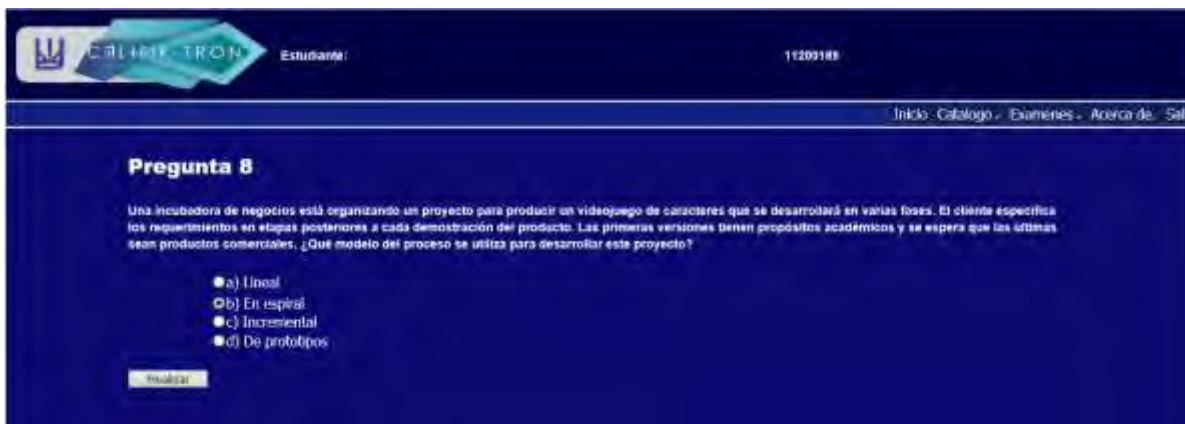 Estudiante:
11200189
Inicio Catalogo Examenes Acerca de Sal
Pregunta 8
Una incubadora de negocios está organizando un proyecto para producir un videojuego de caracteres que se desarrollará en varias fases. El cliente especifica
los requerimientos en etapas posteriores a cada demostración del producto. Las primeras versiones tienen propósitos académicos y se espera que las últimas
sean productos comerciales. ¿Qué modelo del proceso se utiliza para desarrollar este proyecto?
a) Lineal
b) En espiral
c) Incremental
d) De prototipos